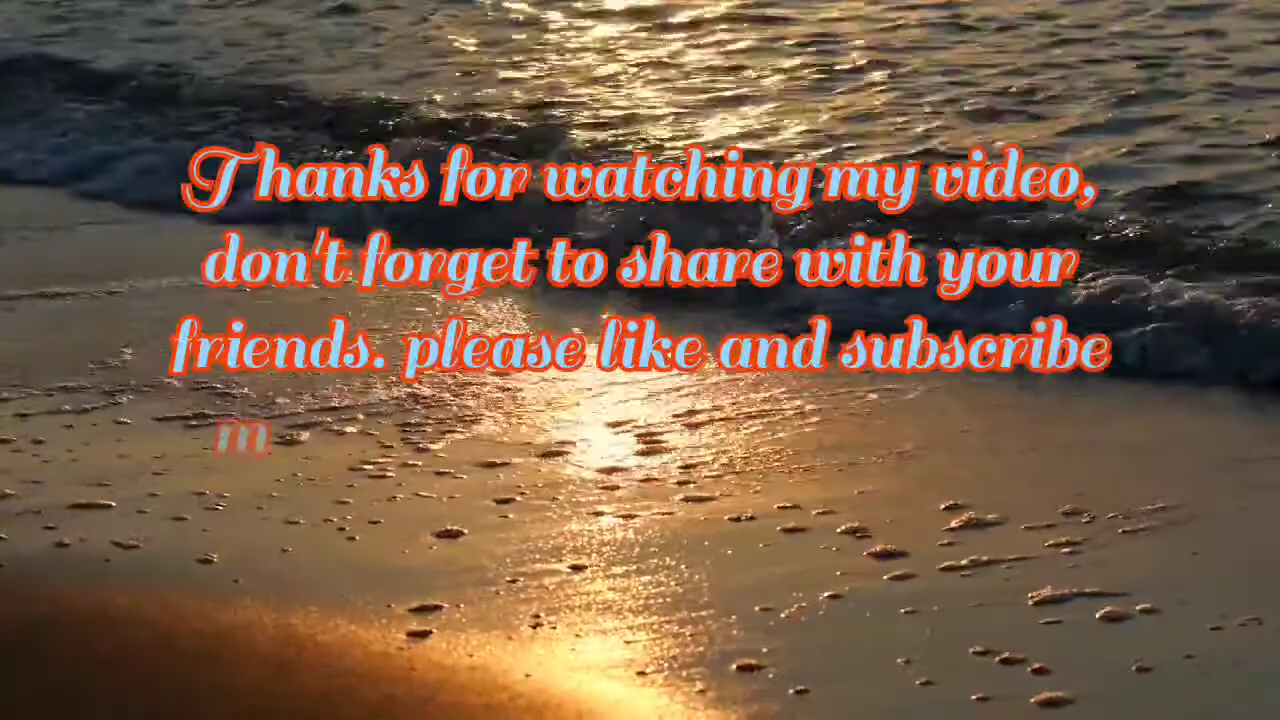 Thanks for watching my video,
don't forget to share with your
friends. please like and subscribe
m